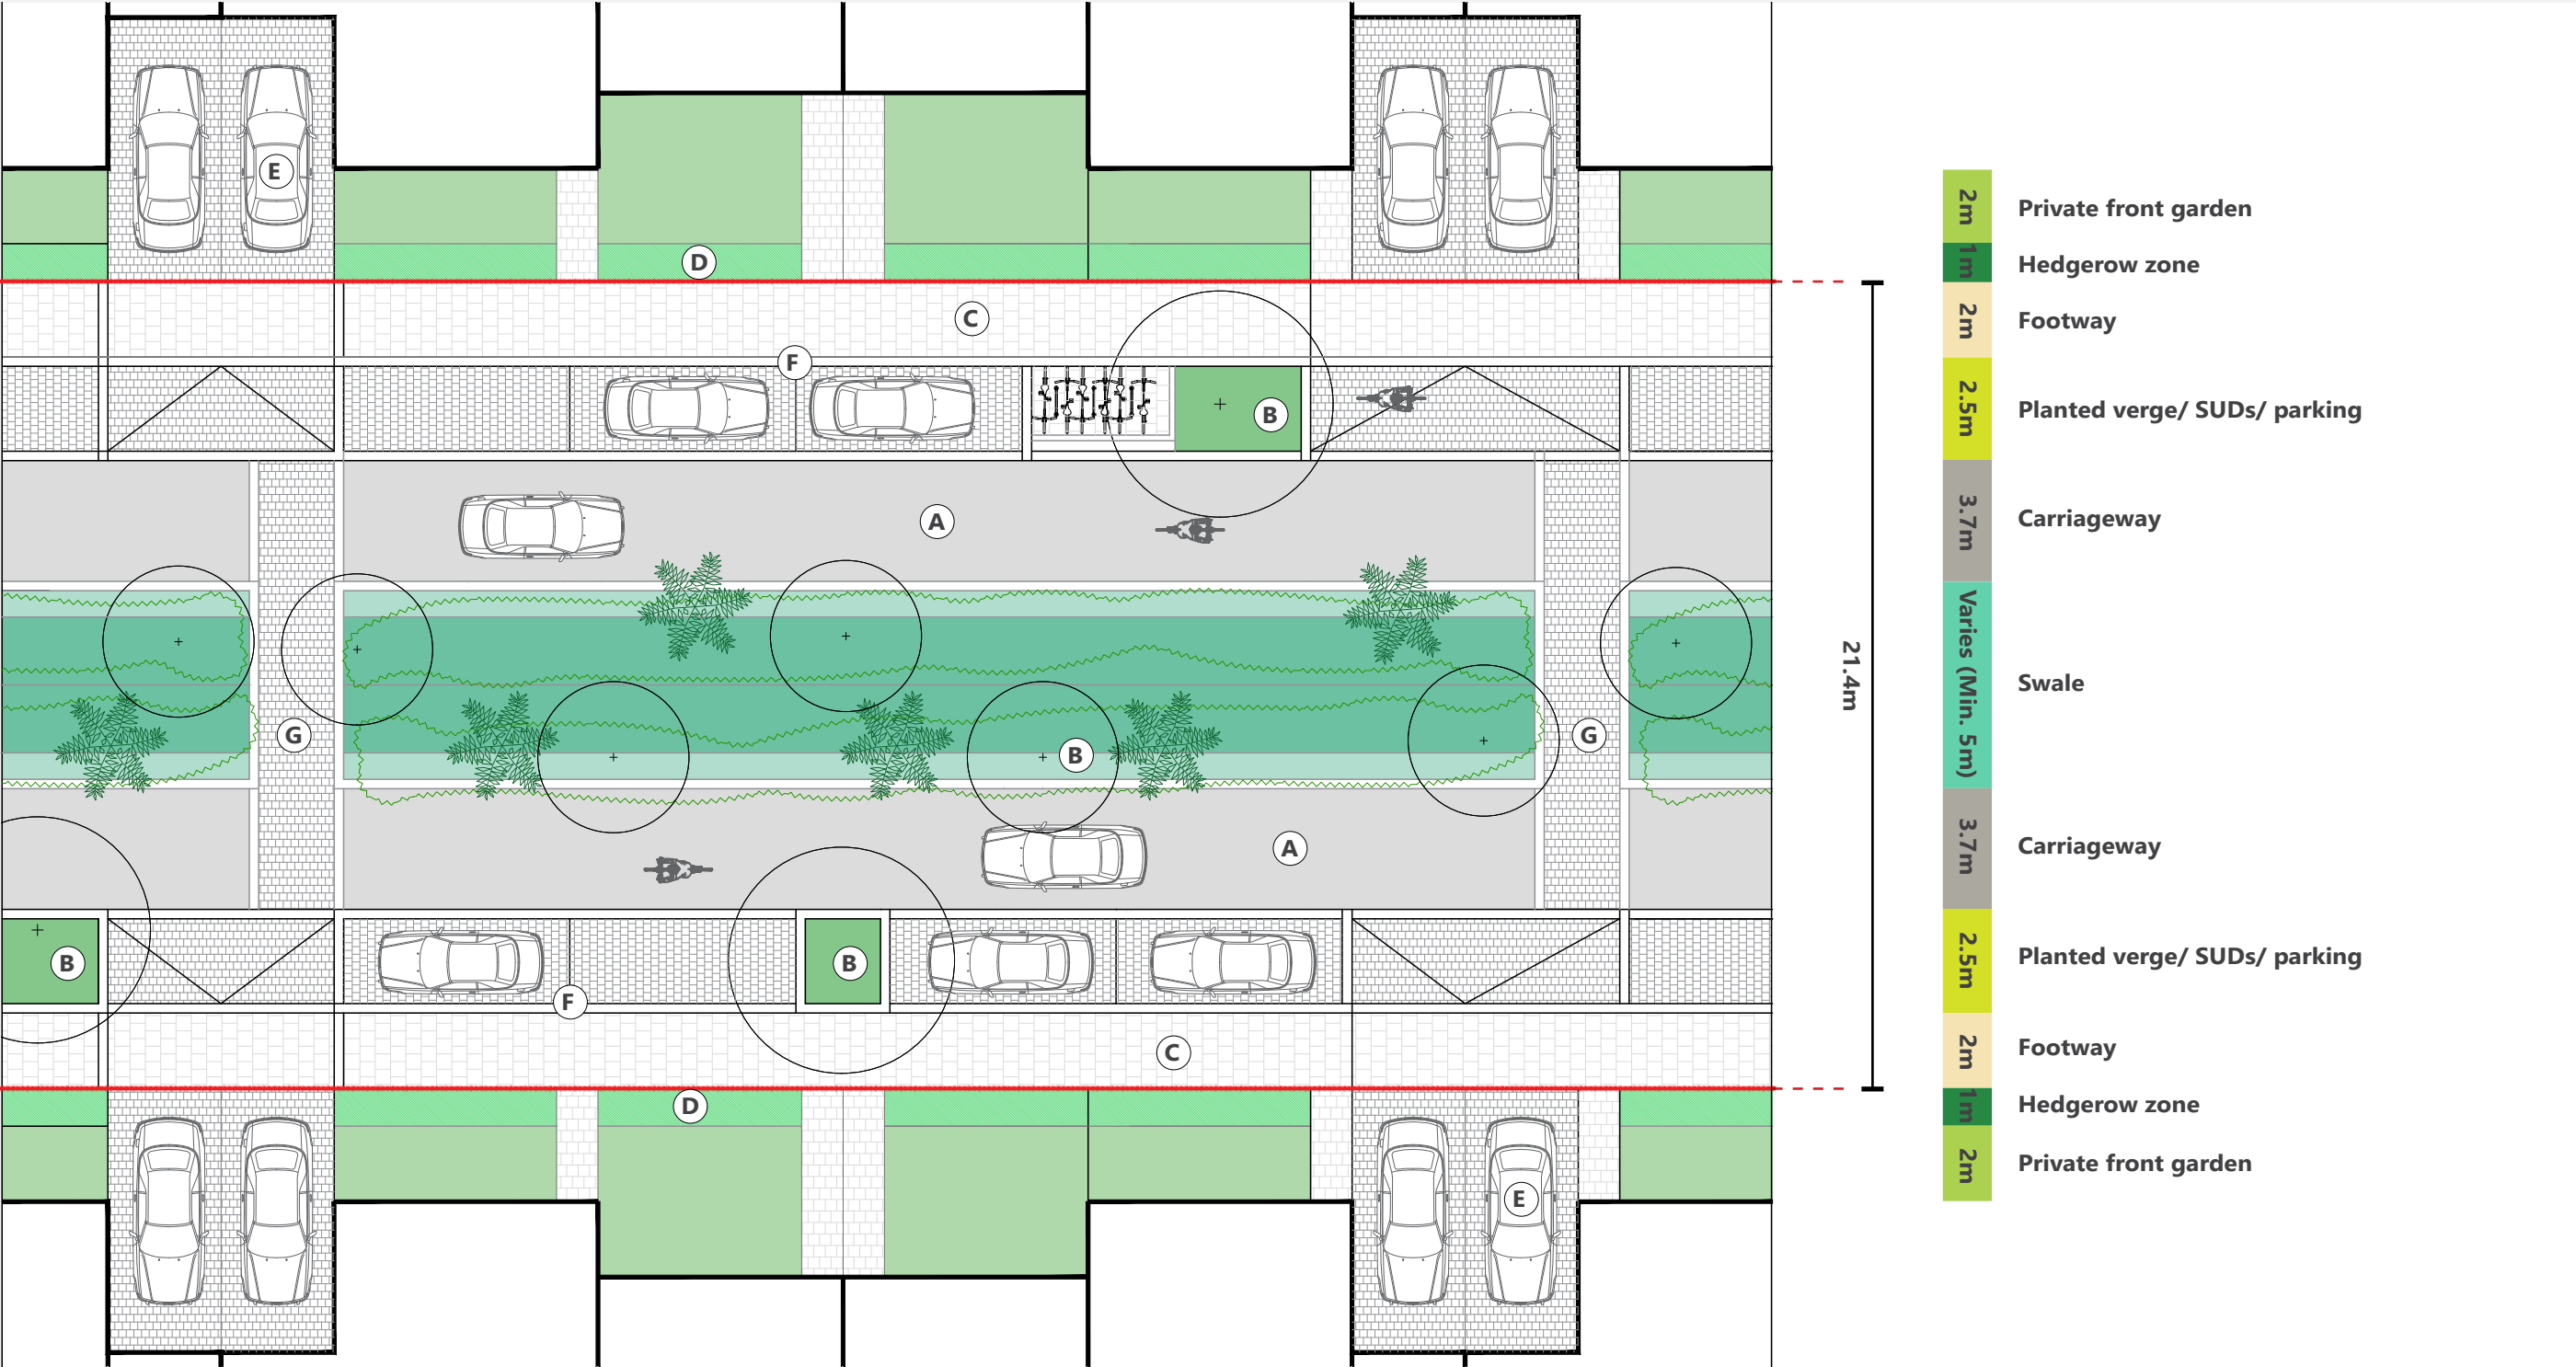 E
D
C
F
B
A
G
B
G
A
B
B
F
C
D
E
21.4m
2m Private front garden
1m Hedgerow zone
2m Footway
2.5m Planted verge/ SUDs/ parking
3.7m Carriageway
Varies (Min. 5m) Swale
3.7m Carriageway
2.5m Planted verge/ SUDs/ parking
2m Footway
1m Hedgerow zone
2m Private front garden